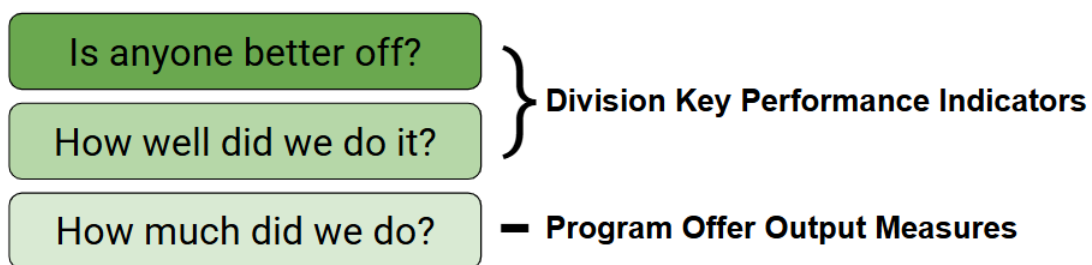 Is anyone better off?
How well did we do it?
Division Key Performance Indicators
How much did we do?
Program Offer Output Measures